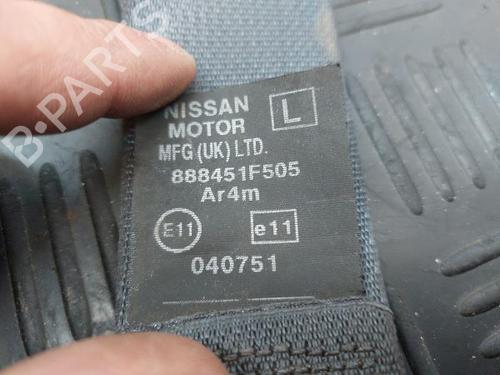 B-PARTS
NISSAN
MOTOR L
MFG (UK) LTD.
888451F505
Ar4m
E11 e11
040751